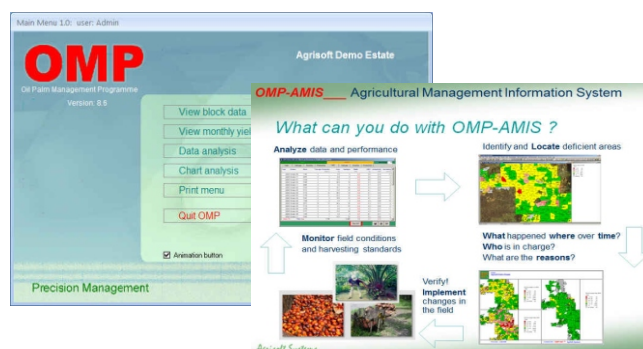 Main Menu 1.0: user: Admin
OMP
Oil Palm Management Programme
Version: 8.6
Agrisoft Demo Estate
View block data
View monthly yiel
Data analysis
Chart analysis
Print menu
Quit OMP
Animation button
Precision Management
OMP-AMIS___ Agricultural Management Information System
What can you do with OMP-AMIS ?
Analyze data and performance
Identify and Locate deficient areas
What happened where over time?
Who is in charge?
What are the reasons?
Monitor field conditions
and harvesting standards
Verify!
Implement
changes in
the field
Agrisoft Systems